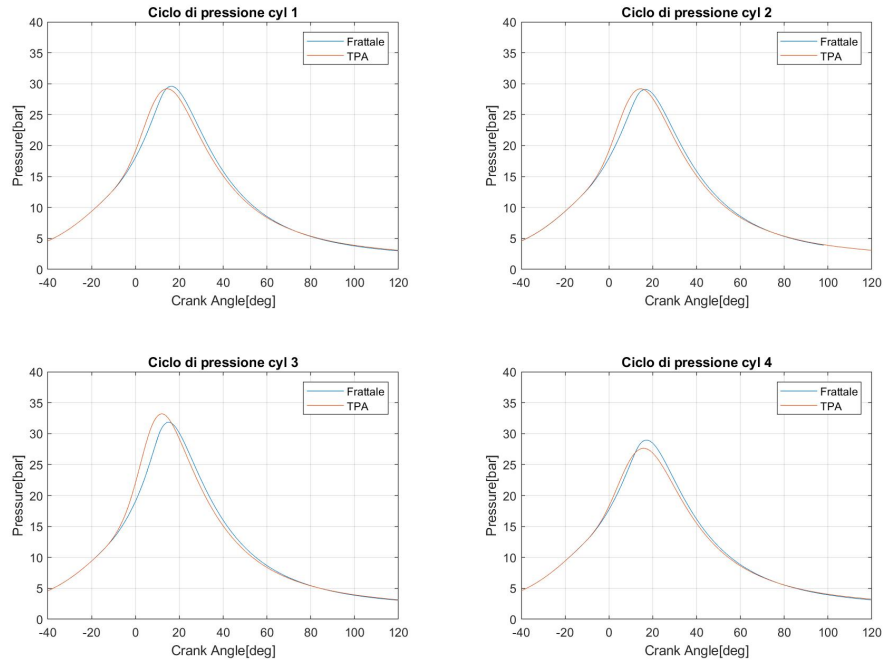 Ciclo di pressione cyl 1
40
35
30
25
20
15
10
5
0
Pressure[bar]
-40 -20 0 20 40 60 80 100 120
Crank Angle[deg]
Frattale
TPA
Ciclo di pressione cyl 2
40
35
30
25
20
15
10
5
0
Pressure[bar]
-40 -20 0 20 40 60 80 100 120
Crank Angle[deg]
Frattale
TPA
Ciclo di pressione cyl 3
40
35
30
25
20
15
10
5
0
Pressure[bar]
-40 -20 0 20 40 60 80 100 120
Crank Angle[deg]
Frattale
TPA
Ciclo di pressione cyl 4
40
35
30
25
20
15
10
5
0
Pressure[bar]
-40 -20 0 20 40 60 80 100 120
Crank Angle[deg]
Frattale
TPA